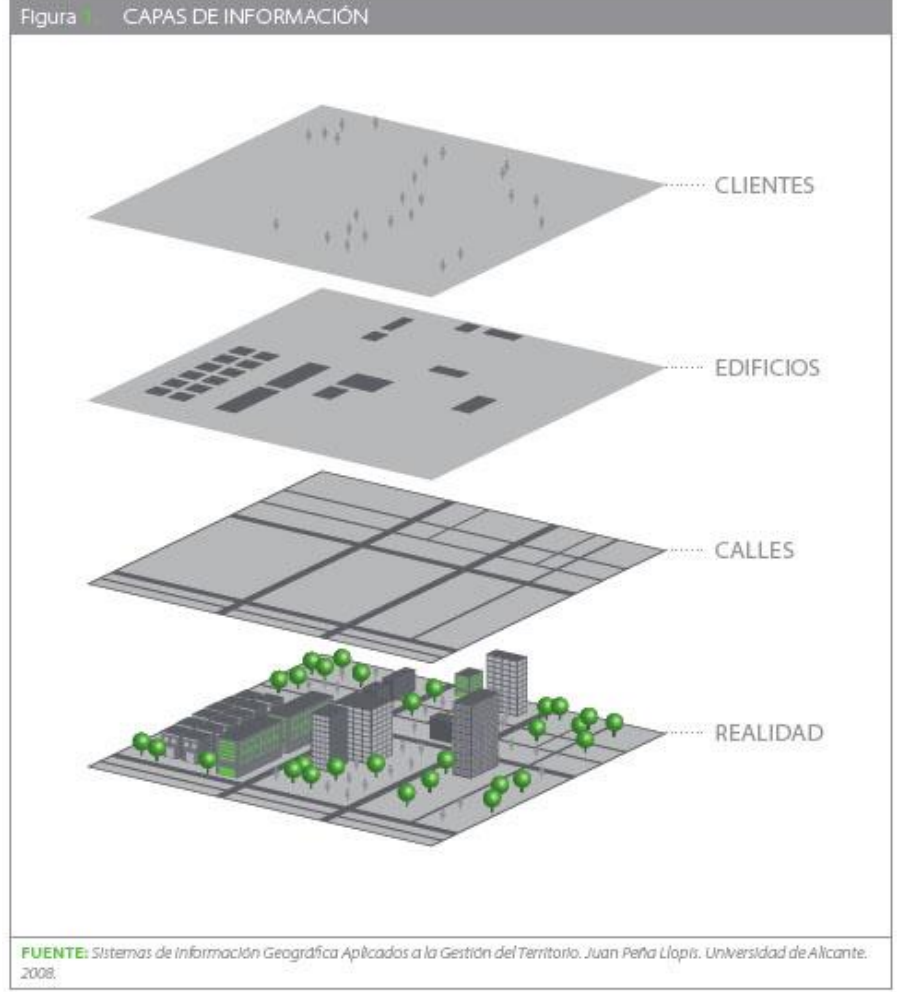 Figura 1 CAPAS DE INFORMACIÓN
CLIENTES
EDIFICIOS
CALLES
REALIDAD
FUENTE: Sistemas de Información Geográfica Aplicados a la Gestión del Territorio. Juan Peña Llopis. Universidad de Alicante.
2008.